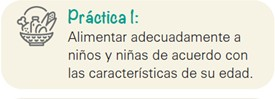 Práctica 1:
Alimentar adecuadamente a
niños y niñas de acuerdo con
las características de su edad.